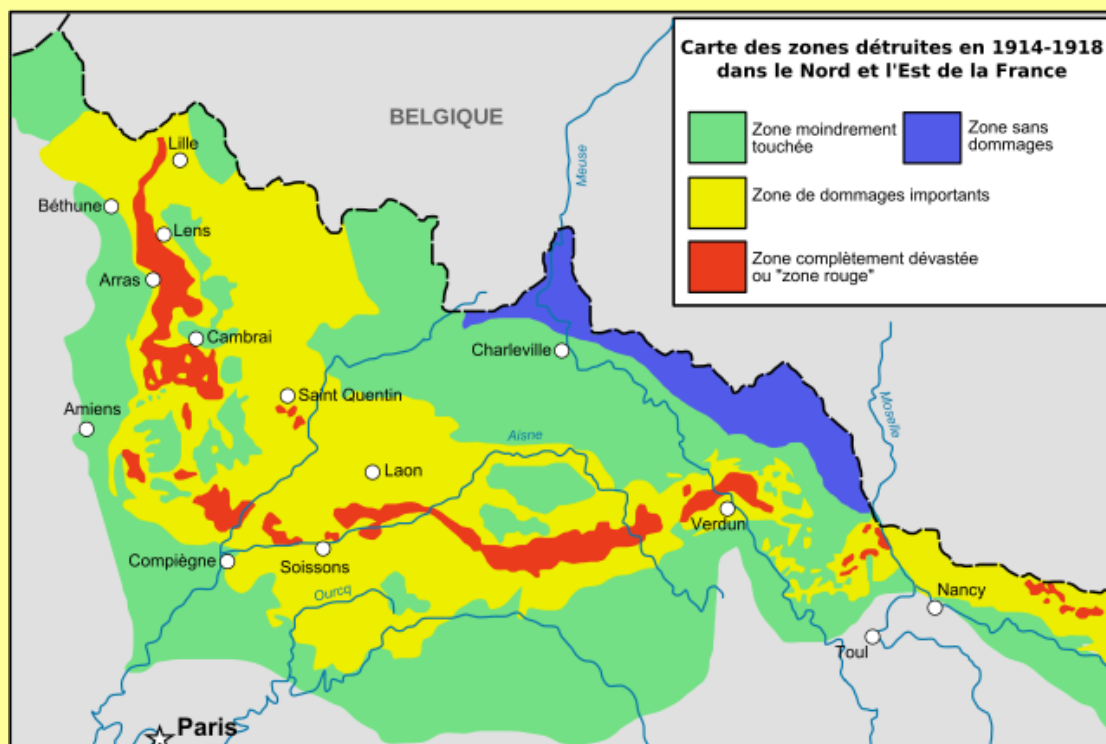 Carte des zones détruites en 1914-1918
dans le Nord et l'Est de la France
Zone moindrement
touchée
Zone sans
dommages
Zone de dommages importants
Zone complètement dévastée
ou "zone rouge"
BELGIQUE
Meuse
Lille
Béthune
Lens
Arras
Cambrai
Charleville
Saint Quentin
Amiens
Moselle
Aisne
Laon
Verdun
Compiègne
Soissons
Ourcq
Nancy
Toul
Paris